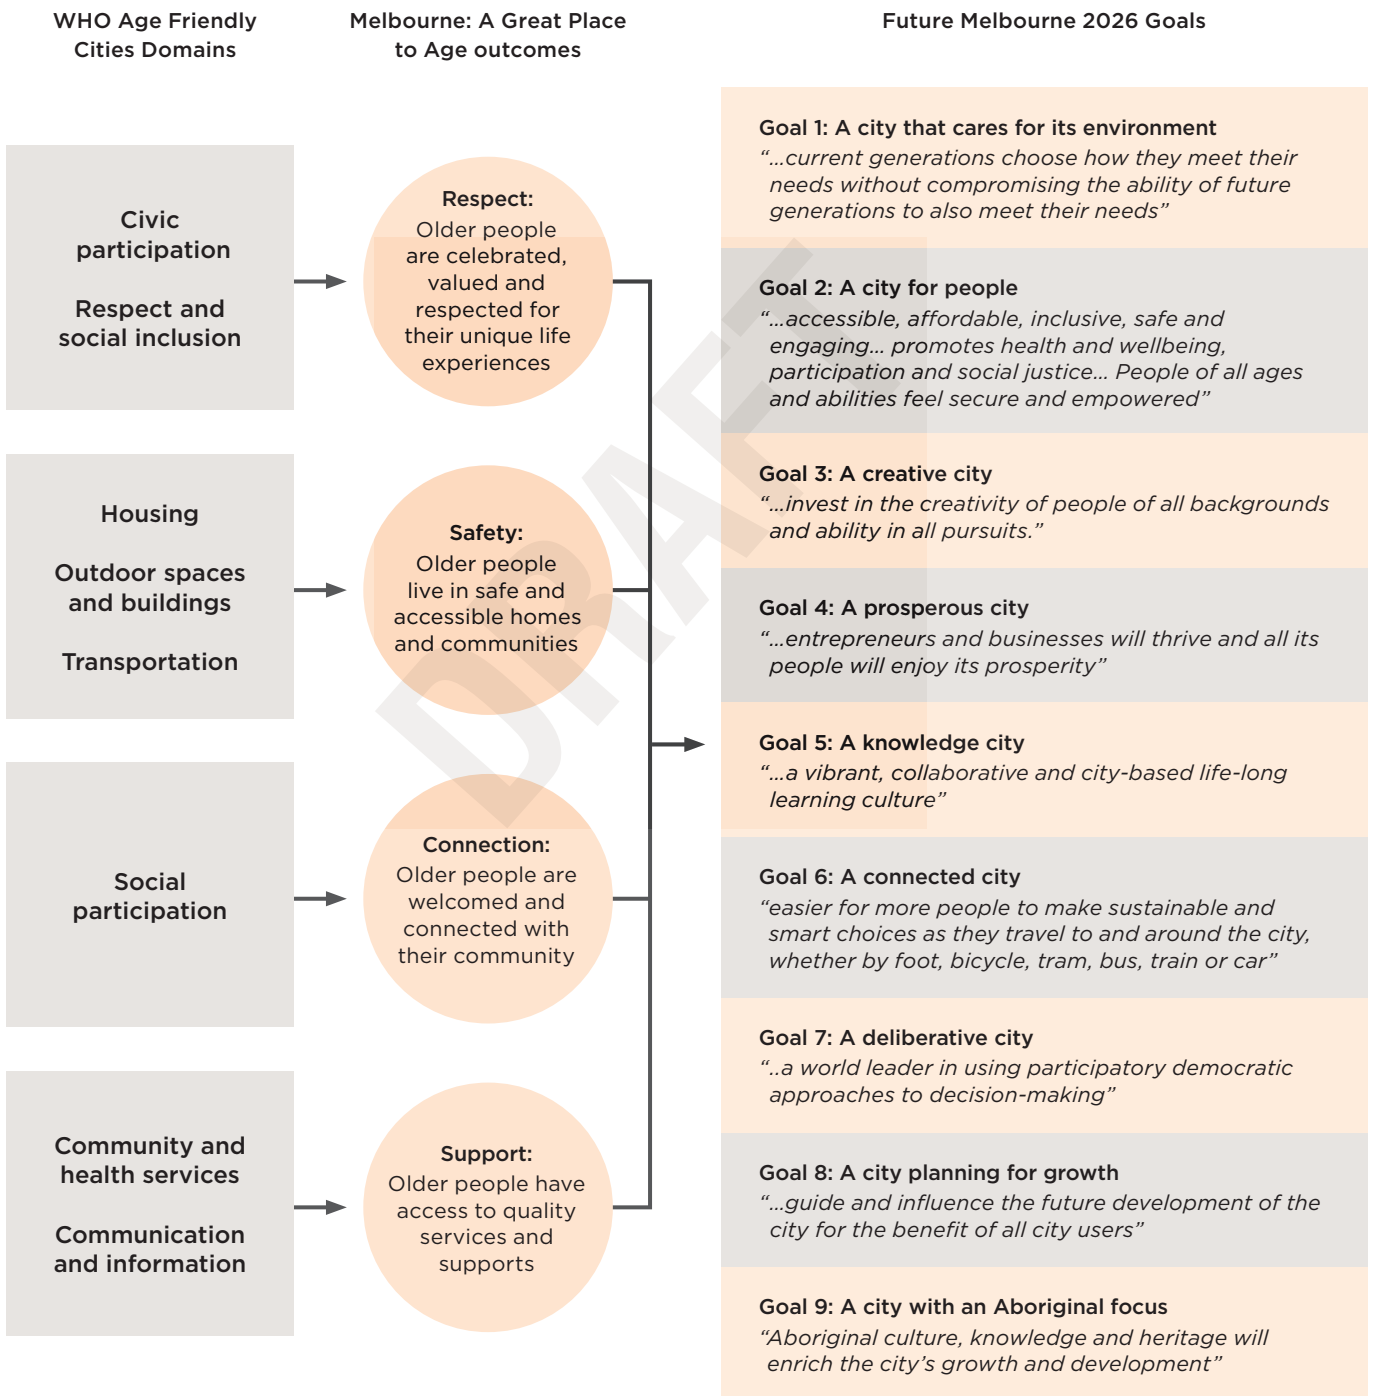 WHO Age Friendly
Cities Domains
Melbourne: A Great Place
to Age outcomes
Future Melbourne 2026 Goals
Civic
participation
Respect and
social inclusion
Housing
Outdoor spaces
and buildings
Transportation
Social
participation
Community and
health services
Communication
and information
Respect:
Older people
are celebrated,
valued and
respected for
their unique life
experiences
Safety:
Older people
live in safe and
accessible homes
and communities
Connection:
Older people are
welcomed and
connected with
their community
Support:
Older people have
access to quality
services and
supports
Goal 1: A city that cares for its environment
“...current generations choose how they meet their
needs without compromising the ability of future
generations to also meet their needs”
Goal 2: A city for people
“...accessible, affordable, inclusive, safe and
engaging... promotes health and wellbeing,
participation and social justice... People of all ages
and abilities feel secure and empowered”
Goal 3: A creative city
“...invest in the creativity of people of all backgrounds
and ability in all pursuits.”
Goal 4: A prosperous city
“...entrepreneurs and businesses will thrive and all its
people will enjoy its prosperity”
Goal 5: A knowledge city
“...a vibrant, collaborative and city-based life-long
learning culture”
Goal 6: A connected city
“easier for more people to make sustainable and
smart choices as they travel to and around the city,
whether by foot, bicycle, tram, bus, train or car”
Goal 7: A deliberative city
“..a world leader in using participatory democratic
approaches to decision-making”
Goal 8: A city planning for growth
“...guide and influence the future development of the
city for the benefit of all city users”
Goal 9: A city with an Aboriginal focus
“Aboriginal culture, knowledge and heritage will
enrich the city’s growth and development”
DRAFT